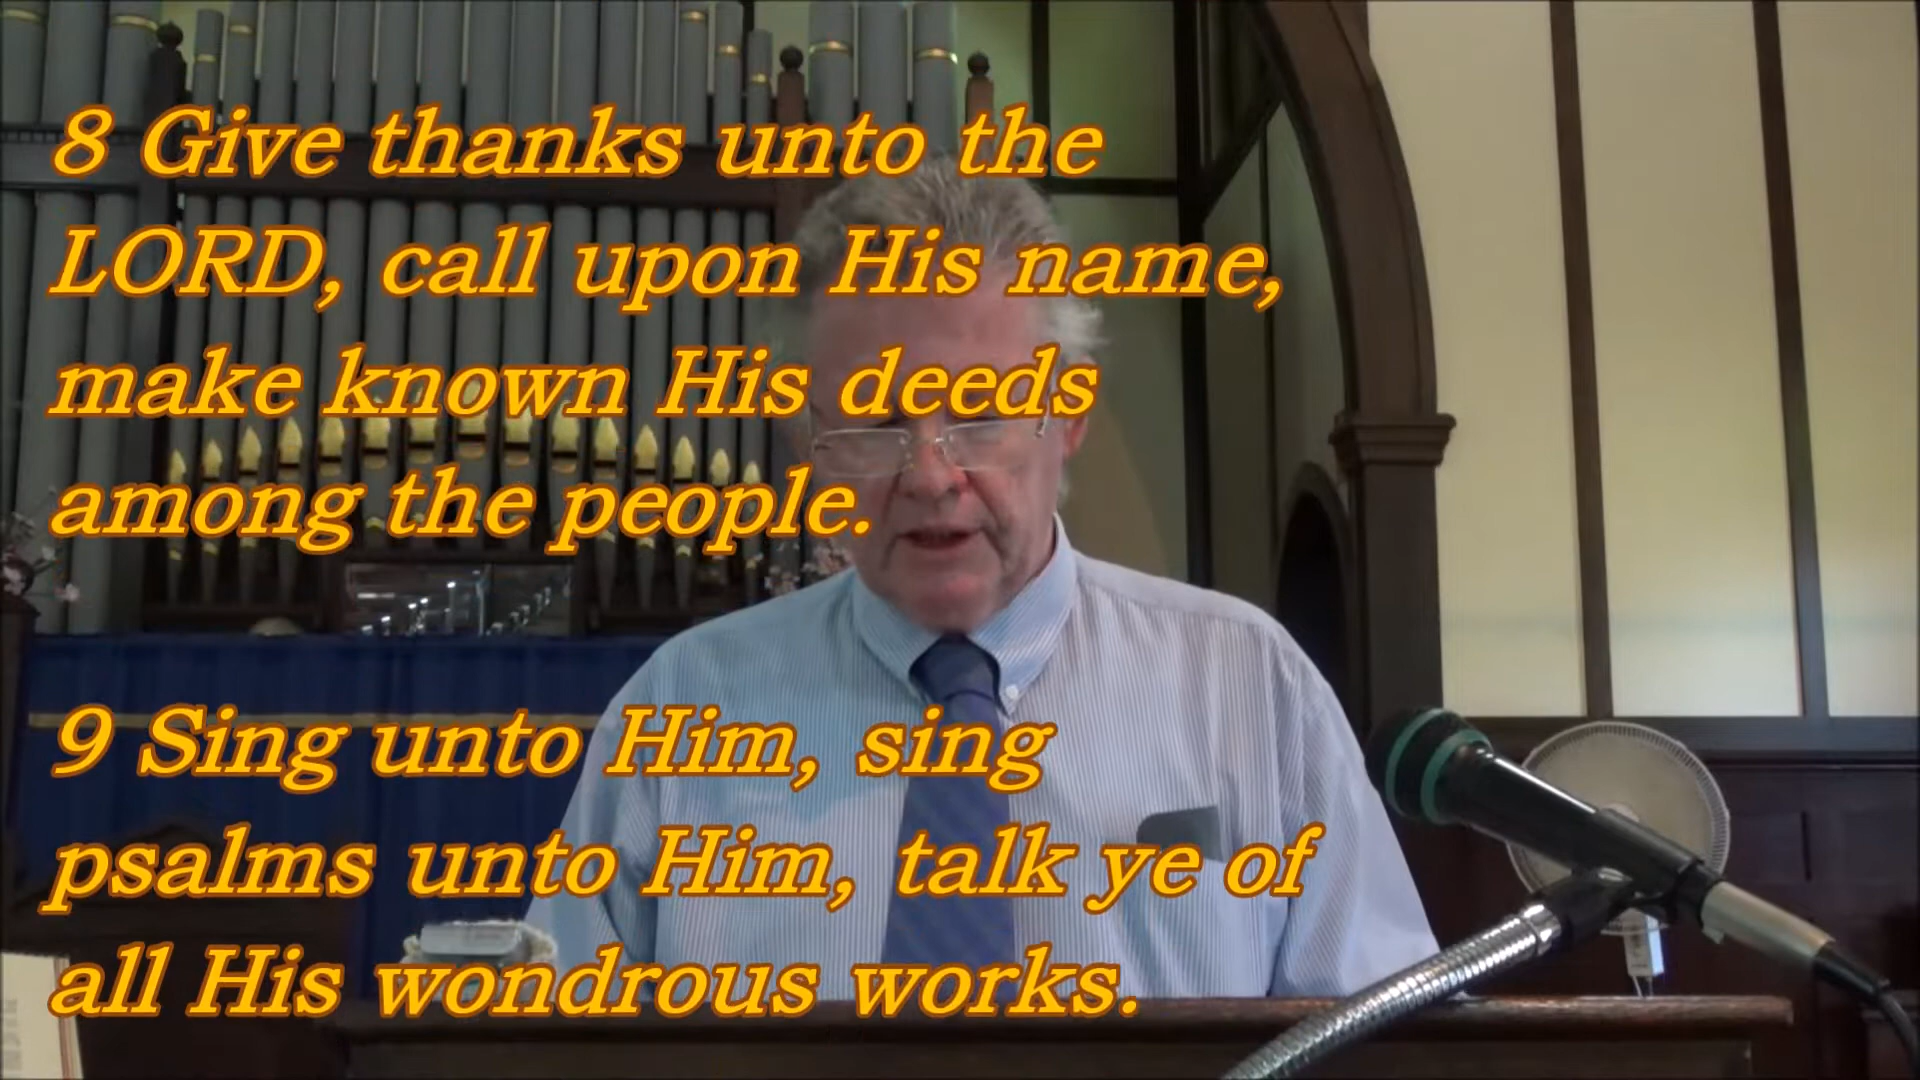 8 Give thanks unto the
LORD, call upon His name,
make known His deeds
among the people.
9 Sing unto Him, sing
psalms unto Him, talk ye of
all His wondrous works.